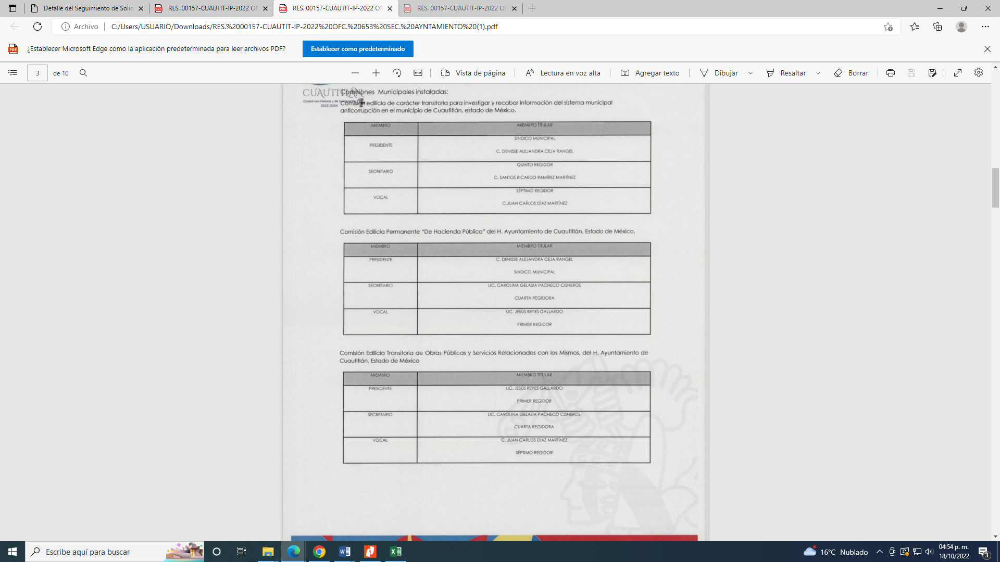 Detalle del Seguimiento de Solic
RES. 00157-CUAUTIT-IP-2022 OF
RES. 00157-CUAUTIT-IP-2022 OF
RES. 00157-CUAUTIT-IP-2022 OF
Archivo
C:/Users/USUARIO/Downloads/RES.%2000157-CUAUTIT-IP-2022%20OFC.%20653%20SEC.%20AYNTAMIENTO%20(1).pdf
¿Establecer Microsoft Edge como la aplicación predeterminada para leer archivos PDF?
Establecer como predeterminado
3
de 10
Vista de página
Lectura en voz alta
Agregar texto
Dibujar
Resaltar
Borrar
CUAUTITLÁN
Ciudad con Historia y de
2022-2024
Comisiones Municipales instaladas:
Comisión edilicia de carácter transitoria para investigar y recabar información del sistema municipal
anticorrupción en el municipio de Cuautitlán, estado de México.
MIEMBRO
MIEMBRO TITULAR
PRESIDENTE
SÍNDICO MUNICIPAL
C. DENISSE ALEJANDRA CEJA RANGEL
SECRETARIO
QUINTO REGIDOR
C. SANTOS RICARDO RAMÍREZ MARTÍNEZ
VOCAL
SÉPTIMO REGIDOR
C.JUAN CARLOS DÍAZ MARTÍNEZ
Comisión Edilicia Permanente “De Hacienda Pública” del H. Ayuntamiento de Cuautitlán, Estado de México,
MIEMBRO
MIEMBRO TITULAR
PRESIDENTE
C. DENISSE ALEJANDRA CEJA RANGEL
SINDICO MUNICIPAL
SECRETARIO
LIC. CAROLINA GELASIA PACHECO CISNEROS
CUARTA REGIDORA
VOCAL
LIC. JESÚS REYES GALLARDO
PRIMER REGIDOR
Comisión Edilicia Transitoria de Obras Públicas y Servicios Relacionados con los Mismos, del H. Ayuntamiento de
Cuautitlán, Estado de México
MIEMBRO
MIEMBRO TITULAR
PRESIDENTE
LIC. JESÚS REYES GALLARDO
PRIMER REGIDOR
SECRETARIO
LIC. CAROLINA GELASIA PACHECO CISNEROS
CUARTA REGIDORA
VOCAL
C. JUAN CARLOS DÍAZ MARTÍNEZ
SÉPTIMO REGIDOR
Escribe aquí para buscar
16°C Nublado
04:54 p. m.
18/10/2022
3